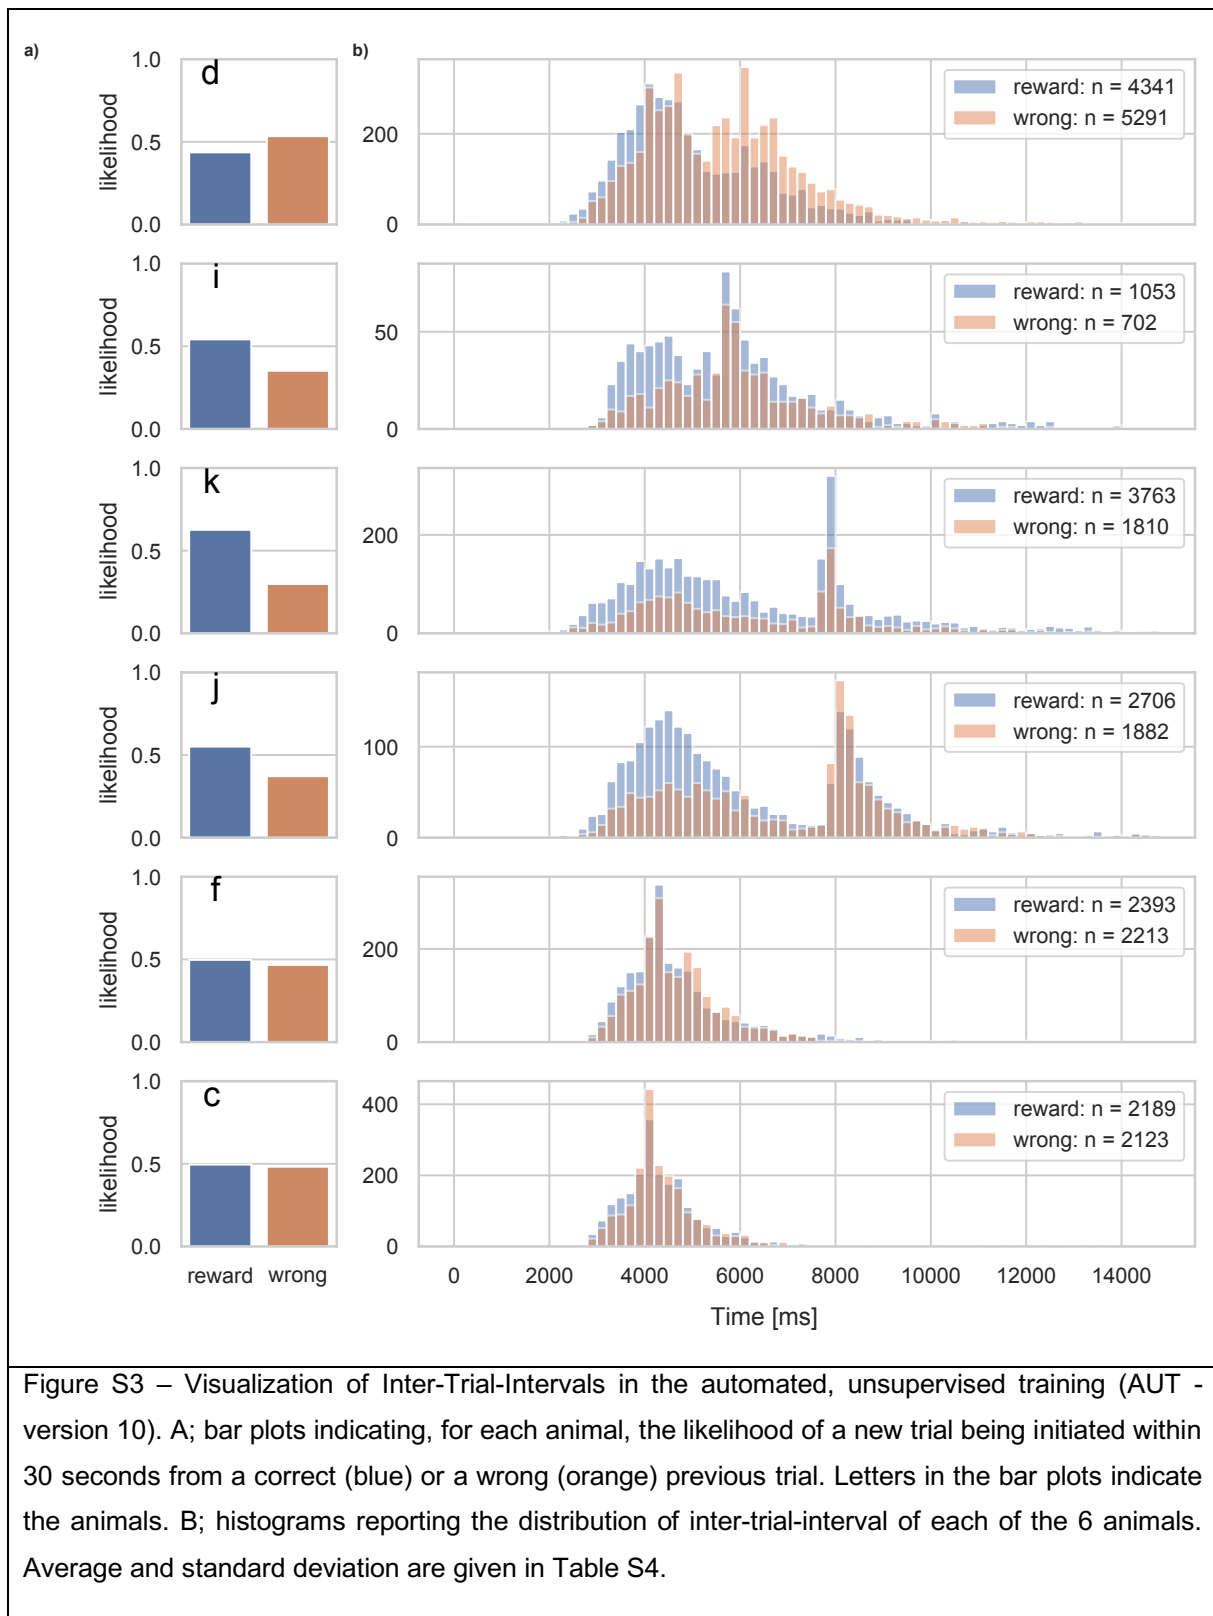 a)
b)
1.0
0.5
0.0
likelihood
d
200
0
reward: n = 4341
wrong: n = 5291
1.0
0.5
0.0
likelihood
i
50
0
reward: n = 1053
wrong: n = 702
1.0
0.5
0.0
likelihood
k
200
0
reward: n = 3763
wrong: n = 1810
1.0
0.5
0.0
likelihood
j
100
0
reward: n = 2706
wrong: n = 1882
1.0
0.5
0.0
likelihood
f
200
0
reward: n = 2393
wrong: n = 2213
1.0
0.5
0.0
likelihood
c
400
200
0
reward: n = 2189
wrong: n = 2123
reward wrong
0 2000 4000 6000 8000 10000 12000 14000
Time [ms]
Figure S3 – Visualization of Inter-Trial-Intervals in the automated, unsupervised training (AUT -
version 10). A; bar plots indicating, for each animal, the likelihood of a new trial being initiated within
30 seconds from a correct (blue) or a wrong (orange) previous trial. Letters in the bar plots indicate
the animals. B; histograms reporting the distribution of inter-trial-interval of each of the 6 animals.
Average and standard deviation are given in Table S4.